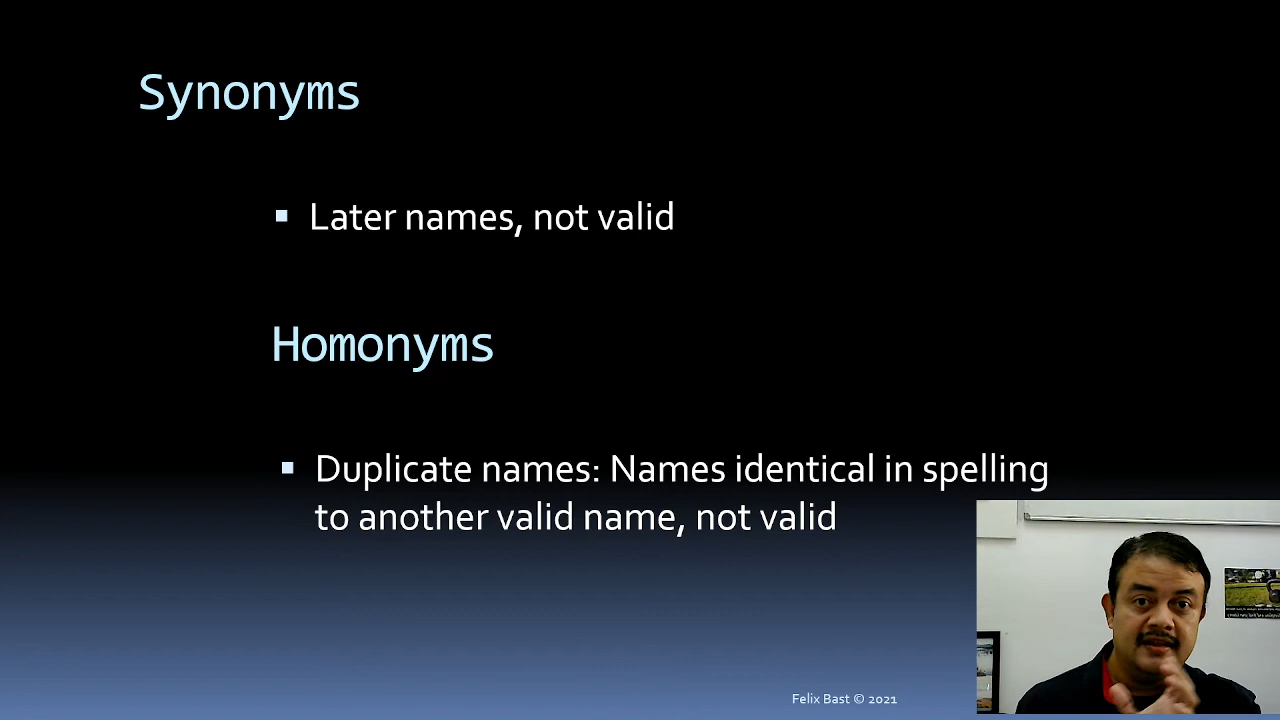 Synonyms
▪ Later names, not valid
Homonyms
▪ Duplicate names: Names identical in spelling
to another valid name, not valid
Felix Bast © 2021